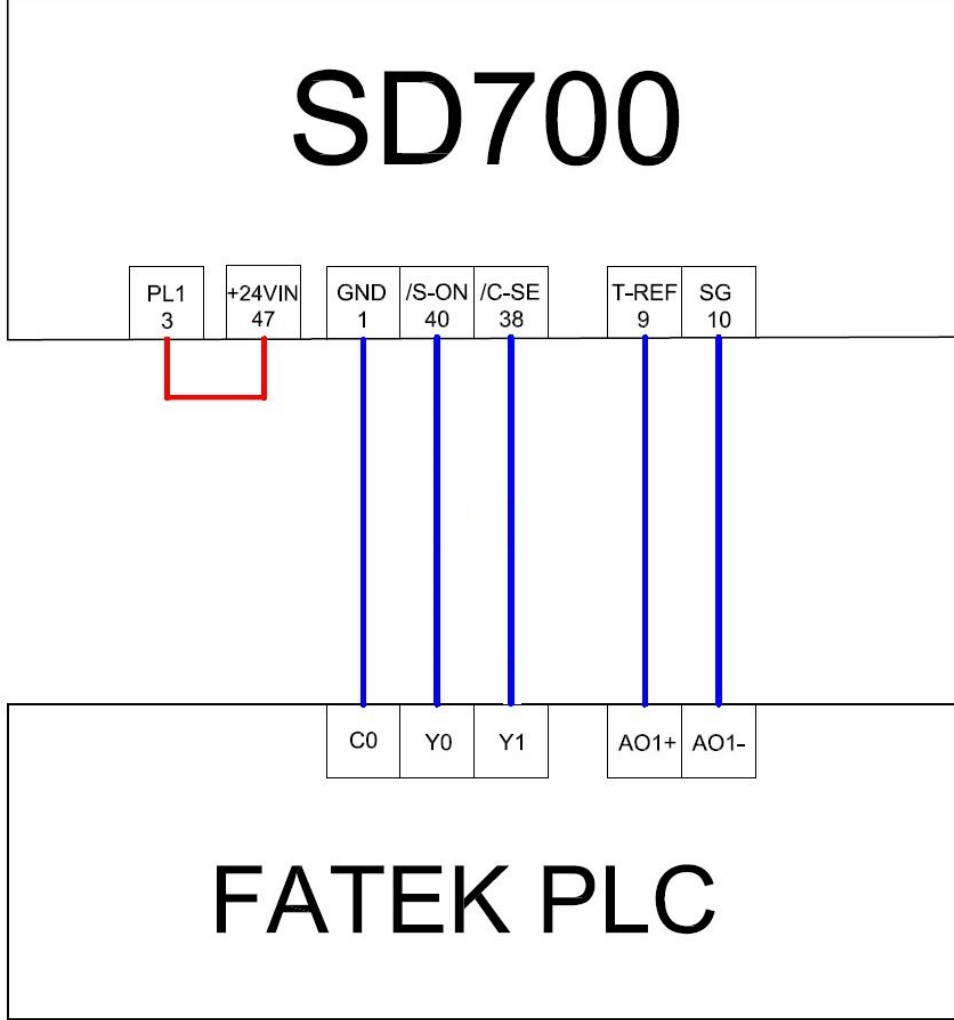 SD700
PL1
3
+24VIN
47
GND
1
/S-ON
40
/C-SE
38
T-REF
9
SG
10
C0
Y0
Y1
AO1+
AO1-
FATEK PLC